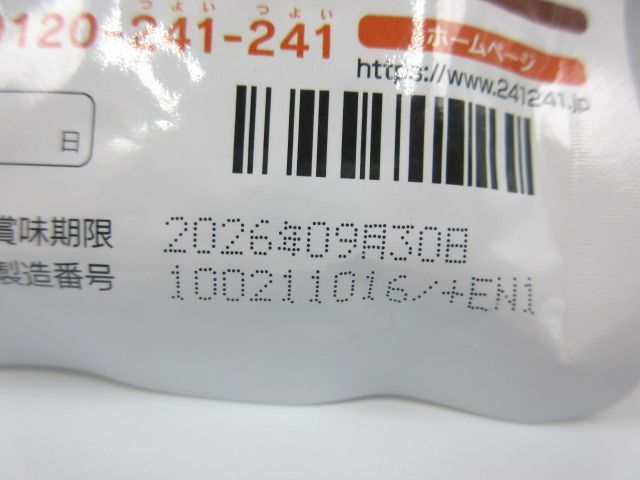 つよい つよい
0120-241-241
ホームページ
https://www.241241.jp
日
賞味期限 2026年09月30日
製造番号 100211016/+EN1